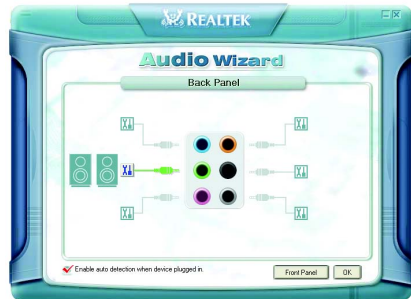 REALTEK
Audio Wizard
Back Panel
Enable auto detection when device plugged in.
Front Panel
OK